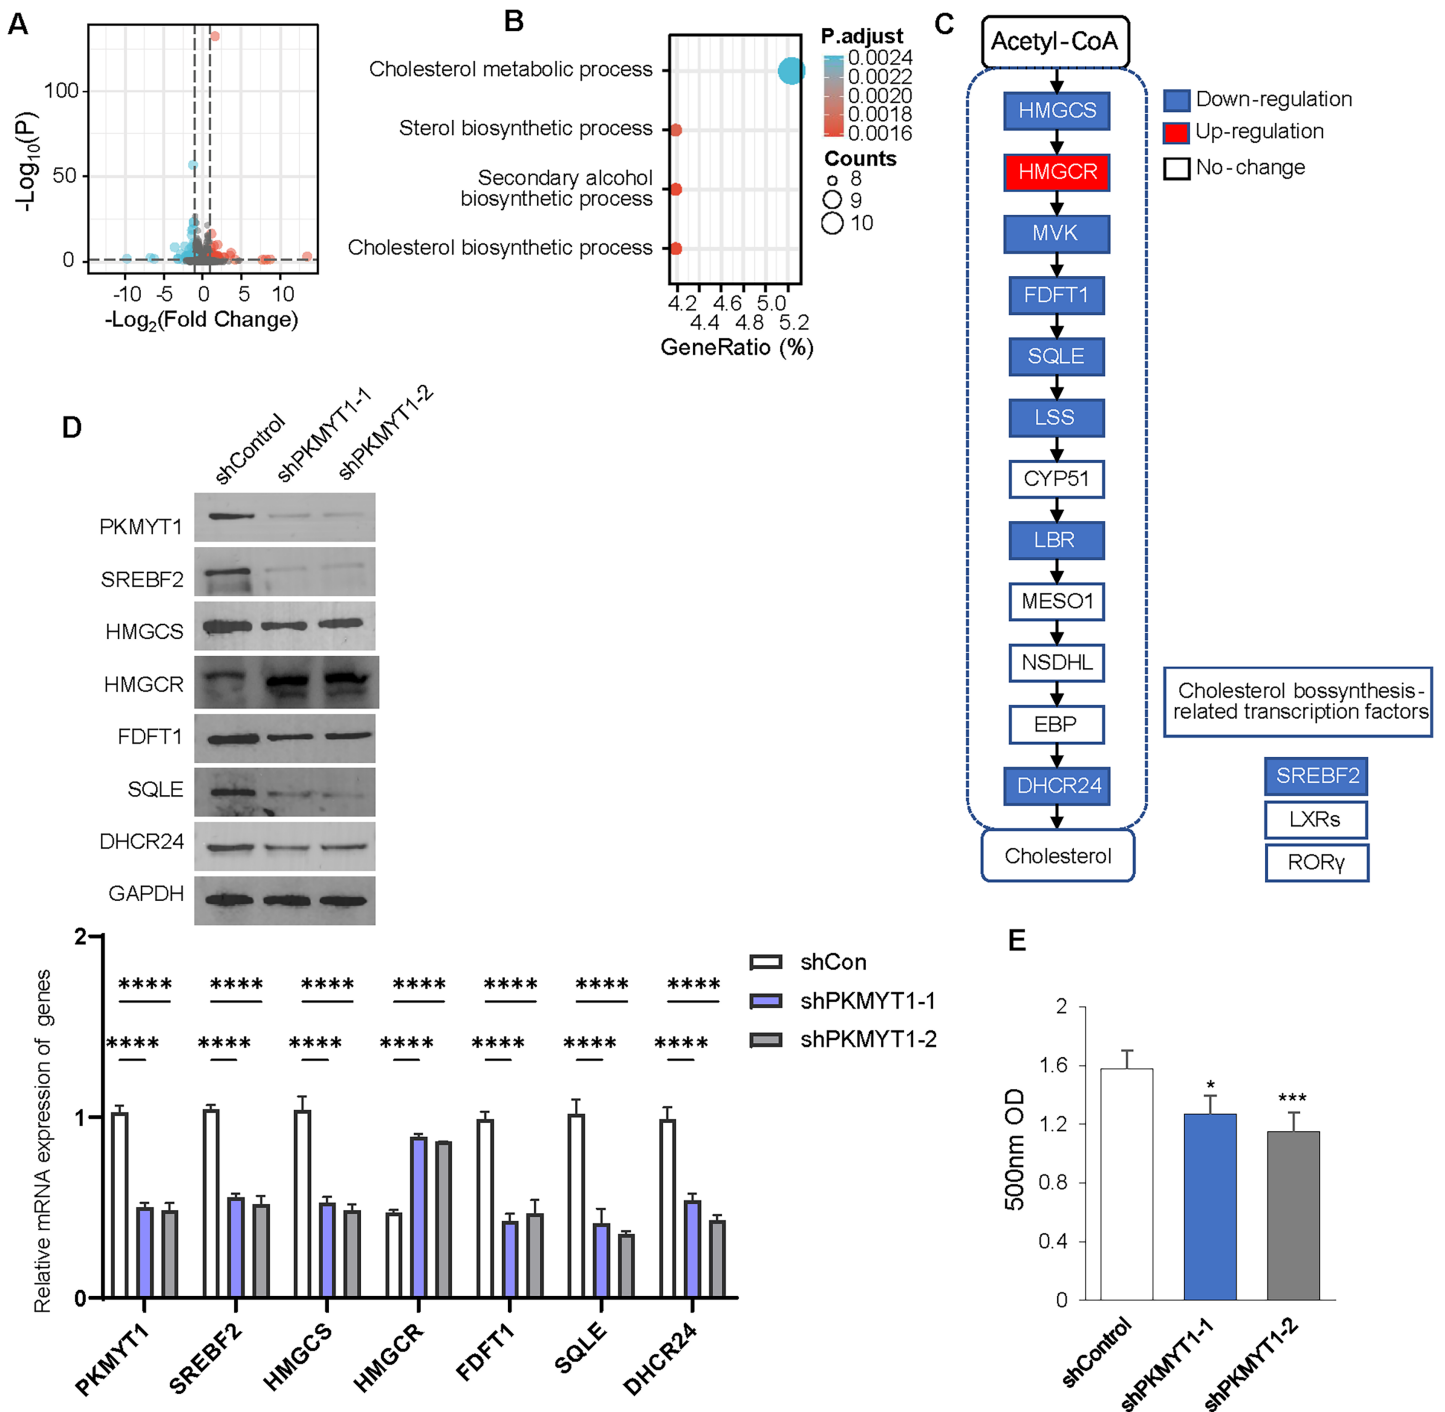 A
-Log10(P)
100
50
0
-10 -5 0 5 10
-Log2(Fold Change)
B
Cholesterol metabolic process
Sterol biosynthetic process
Secondary alcohol
biosynthetic process
Cholesterol biosynthetic process
4.2 4.6 5.0
4.4 4.8 5.2
GeneRatio (%)
P.adjust
0.0024
0.0022
0.0020
0.0018
0.0016
Counts
8
9
10
C
Acetyl-CoA
HMGCS
HMGCR
MVK
FDFT1
SQLE
LSS
CYP51
LBR
MESO1
NSDHL
EBP
DHCR24
Cholesterol
Down-regulation
Up-regulation
No-change
Cholesterol bossynthesis-
related transcription factors
SREBF2
LXRs
RORγ
D
shControl
shPKMYT1-1
shPKMYT1-2
PKMYT1
SREBF2
HMGCS
HMGCR
FDFT1
SQLE
DHCR24
GAPDH
Relative mRNA expression of genes
2
1
0
**** **** **** **** **** **** ****
**** **** **** **** **** **** ****
PKMYT1
SREBF2
HMGCS
HMGCR
FDFT1
SQLE
DHCR24
shCon
shPKMYT1-1
shPKMYT1-2
E
500nm OD
2
1.6
1.2
0.8
0.4
0
*
***
shControl
shPKMYT1-1
shPKMYT1-2